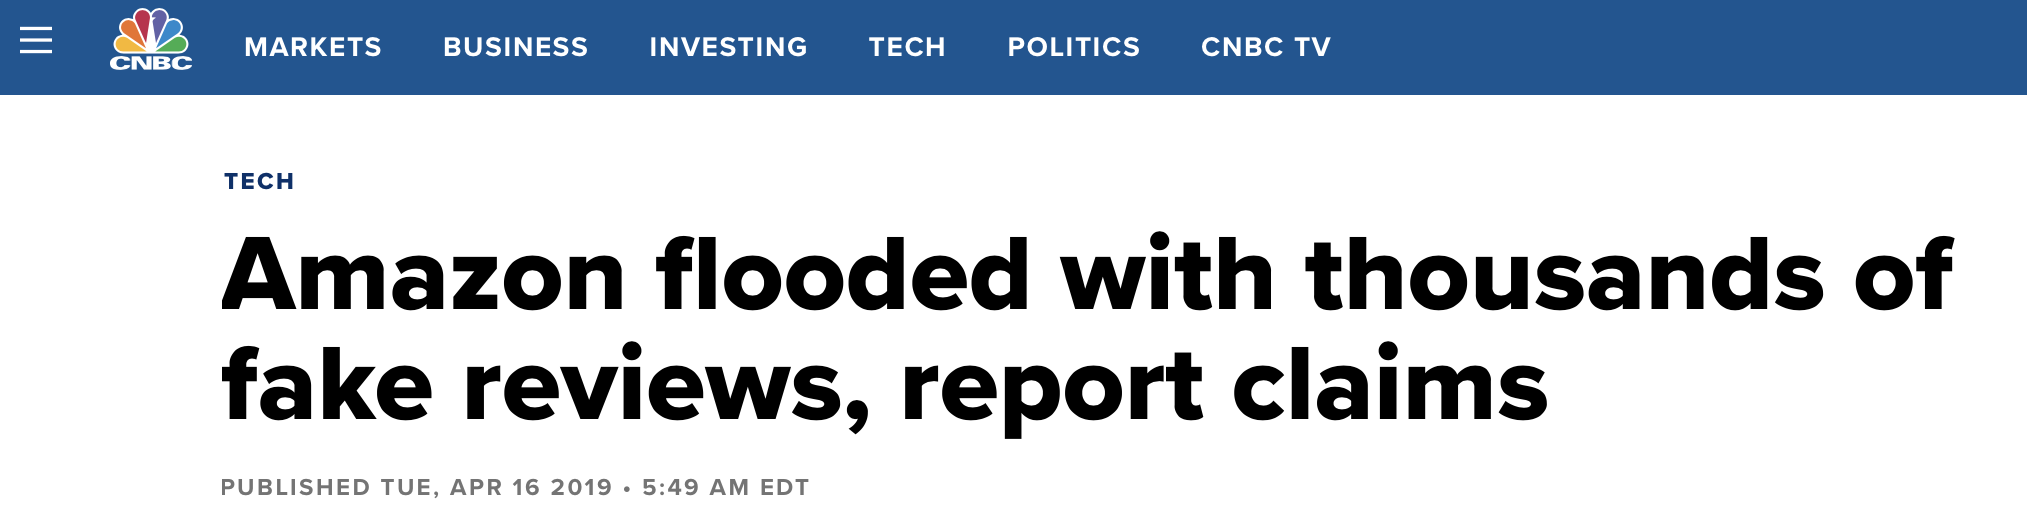 CNBC
MARKETS BUSINESS INVESTING TECH POLITICS CNBC TV
TECH
Amazon flooded with thousands of
fake reviews, report claims
PUBLISHED TUE, APR 16 2019 • 5:49 AM EDT